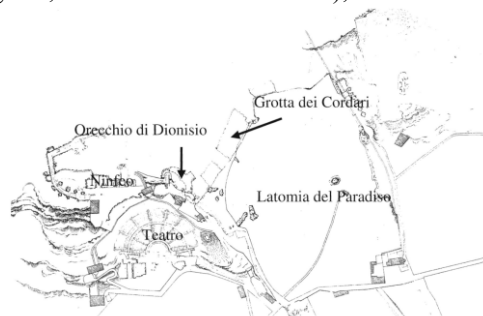 Grotta dei Cordari
Orecchio di Dionisio
Ninfeo
Latomia del Paradiso
Teatro